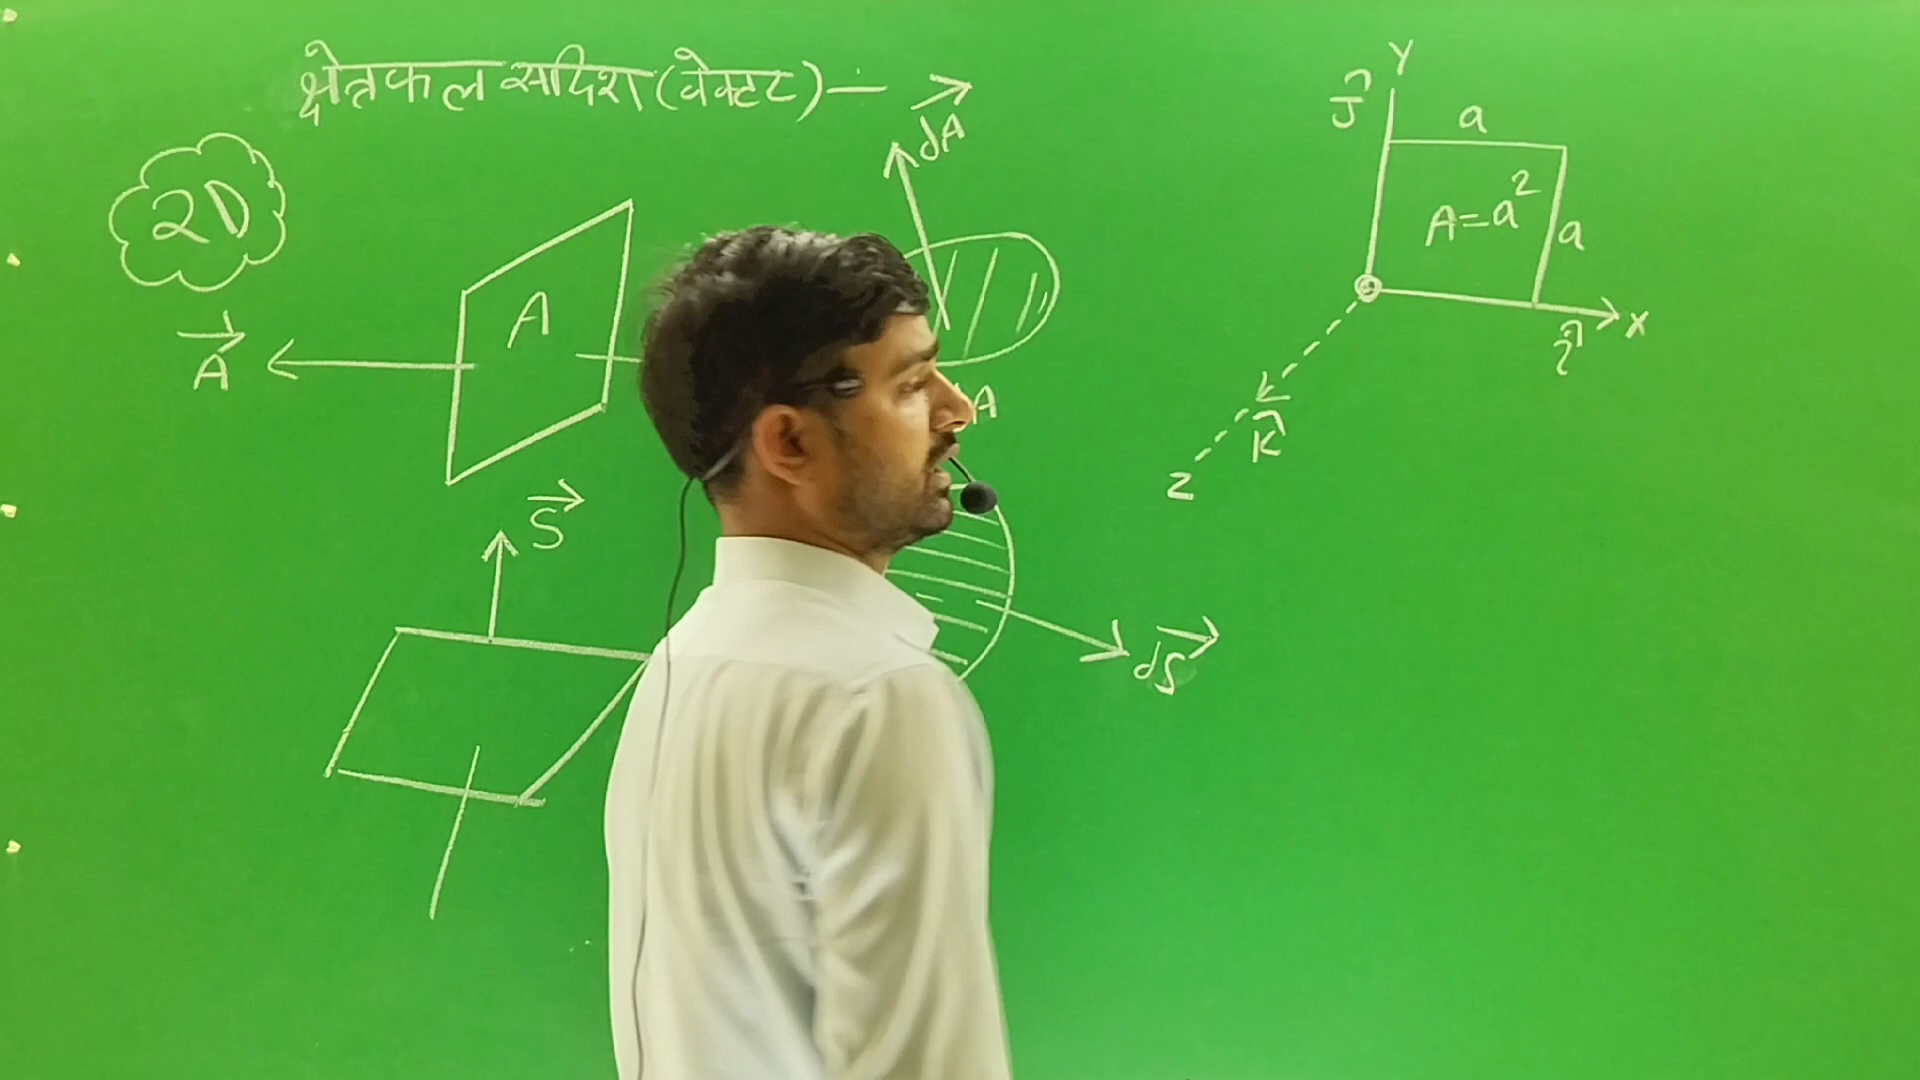 क्षेत्रफल सदिश (वेक्टर) —
2D
A
→A
→S
→dA
A
→dS
Y
ĵ
a
A=a²
a
x
î
k̂
z